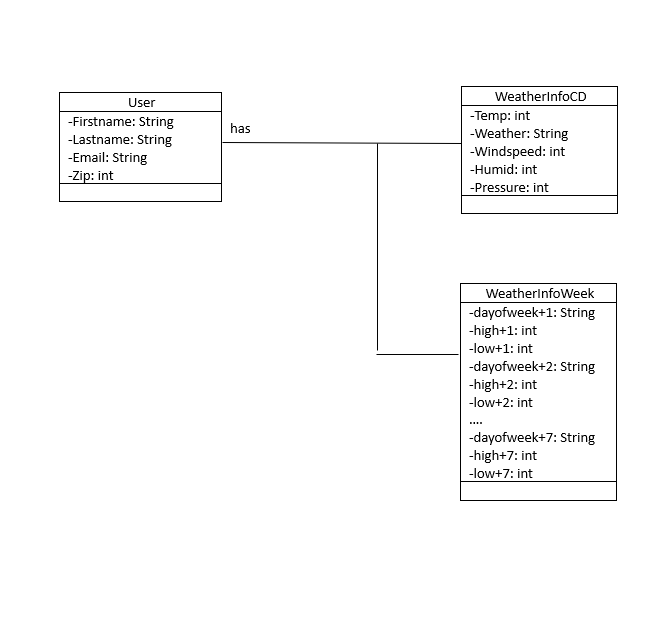 User
-Firstname: String
-Lastname: String
-Email: String
-Zip: int
has
WeatherInfoCD
-Temp: int
-Weather: String
-Windspeed: int
-Humid: int
-Pressure: int
WeatherInfoWeek
-dayofweek+1: String
-high+1: int
-low+1: int
-dayofweek+2: String
-high+2: int
-low+2: int
....
-dayofweek+7: String
-high+7: int
-low+7: int